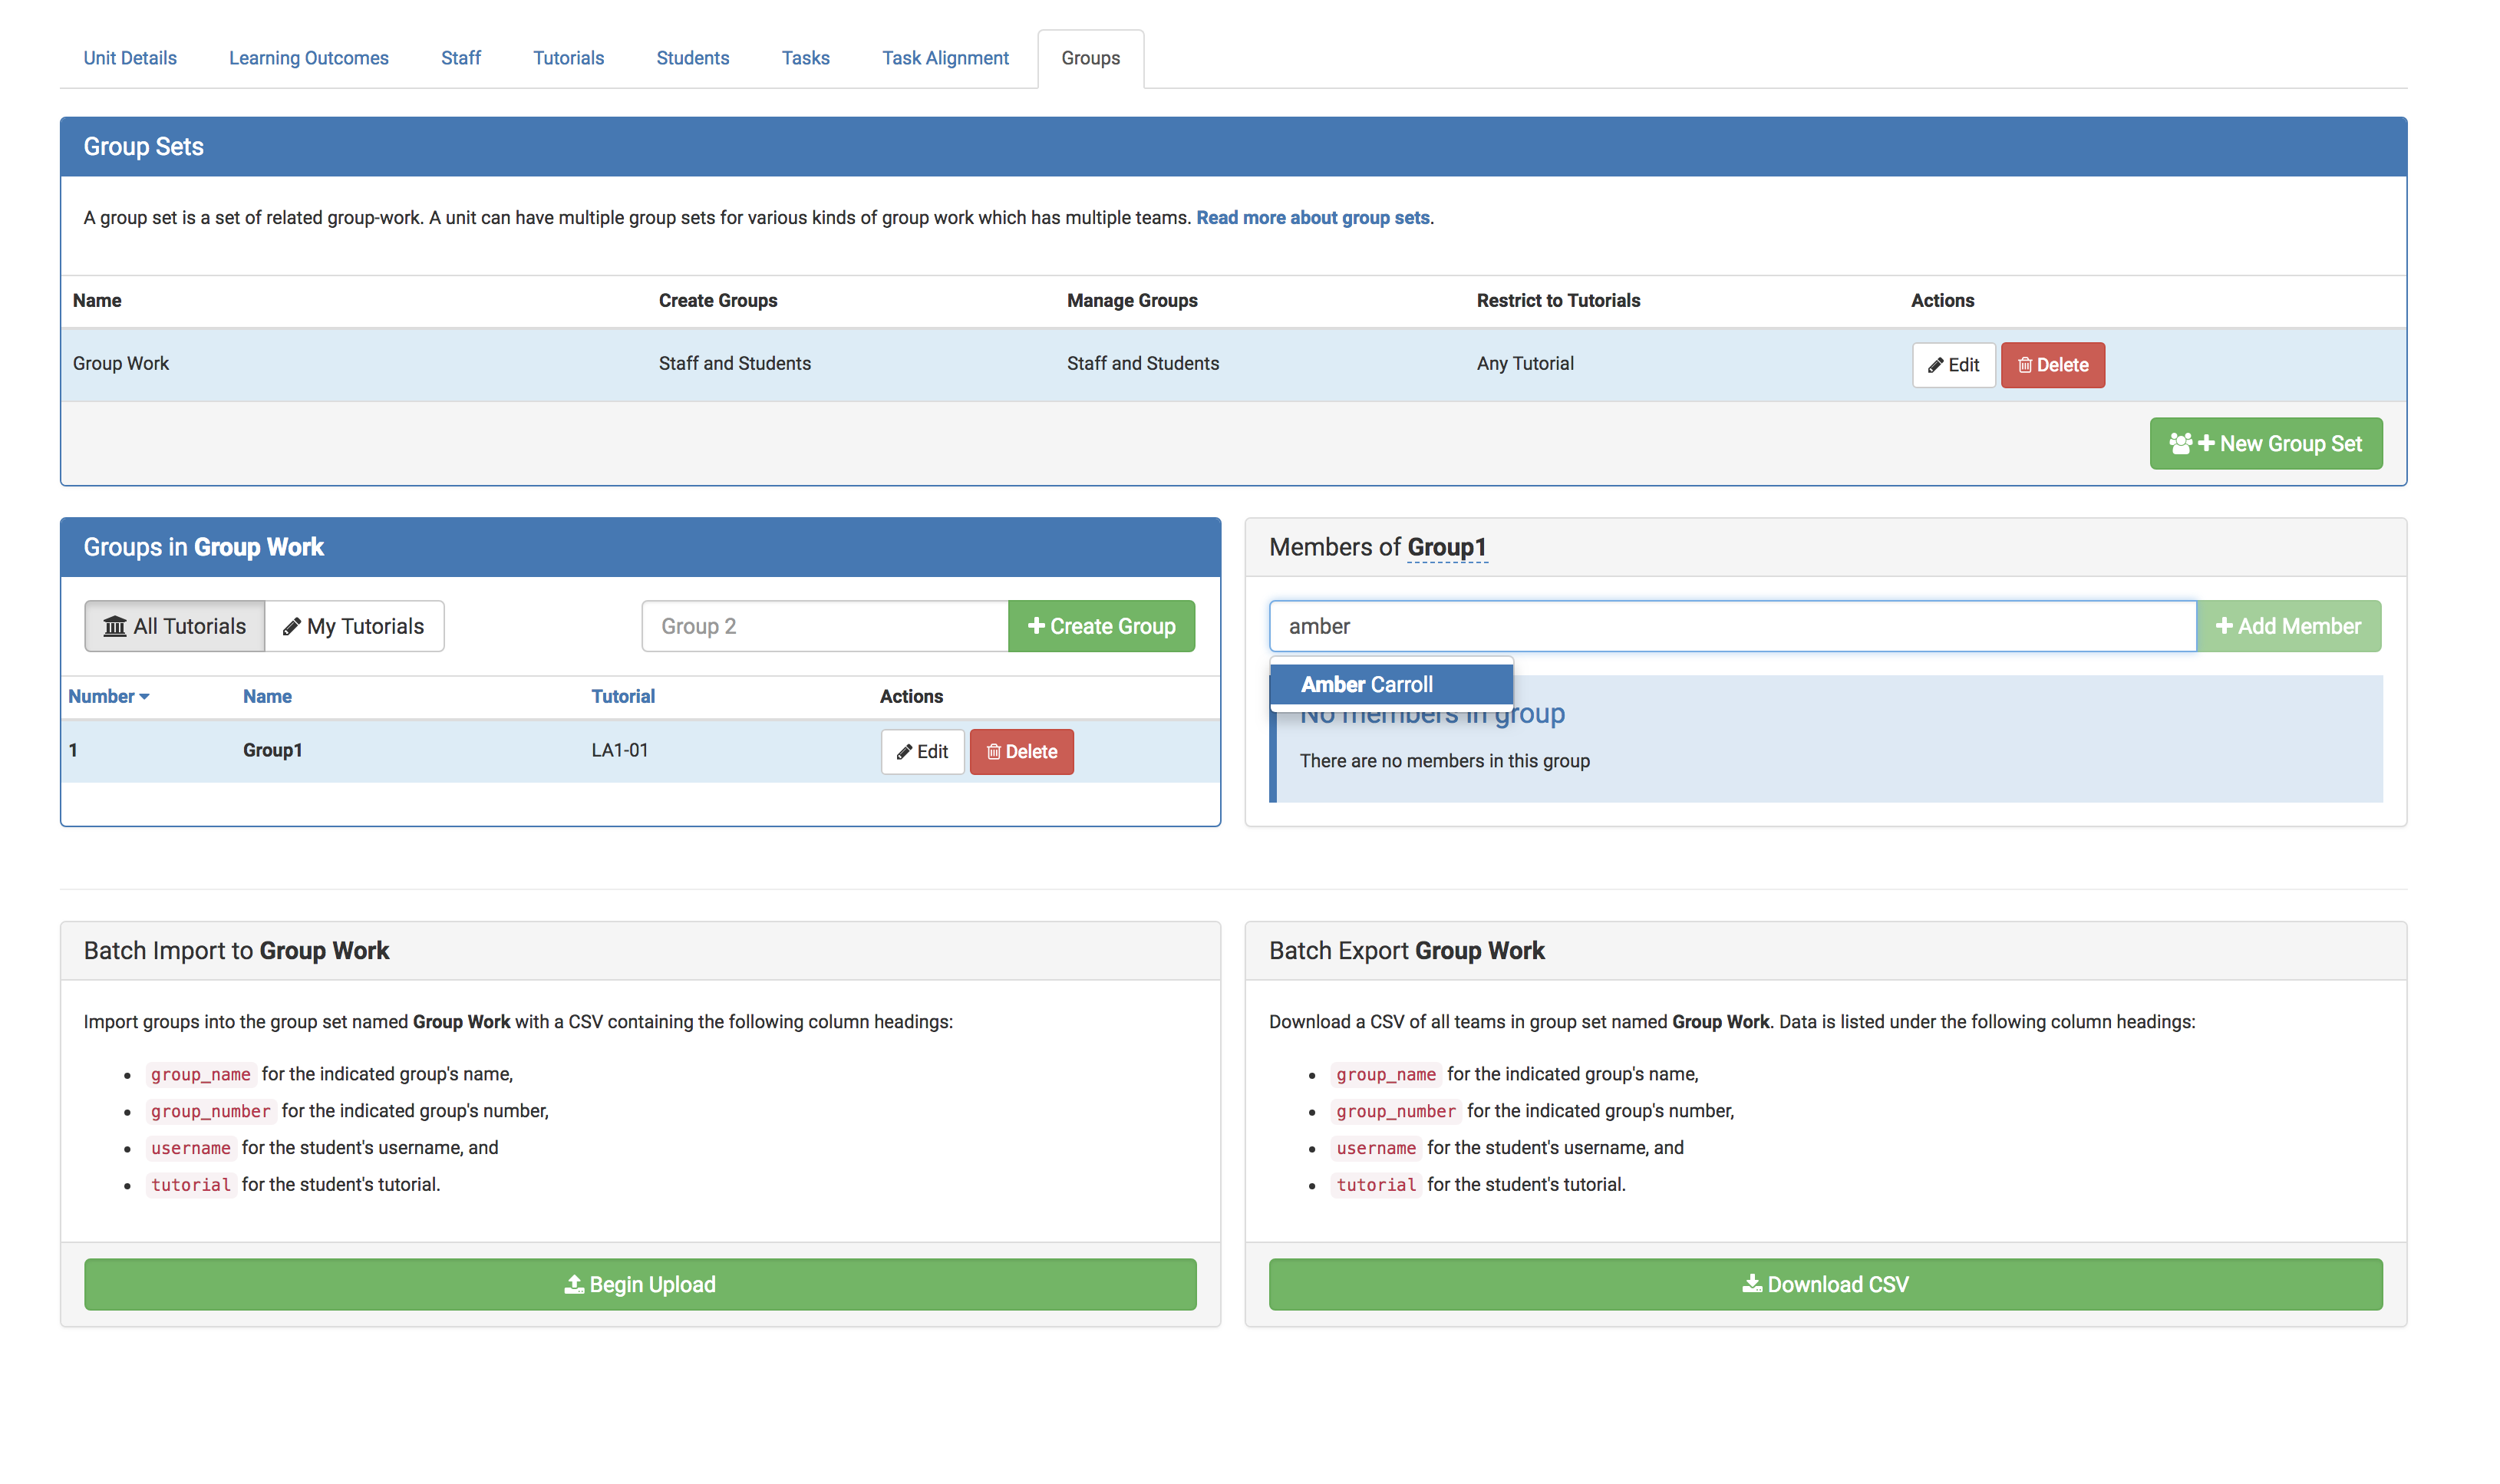 Unit Details Learning Outcomes Staff Tutorials Students Tasks Task Alignment Groups
Group Sets
A group set is a set of related group-work. A unit can have multiple group sets for various kinds of group work which has multiple teams. Read more about group sets.
Name Create Groups Manage Groups Restrict to Tutorials Actions
Group Work Staff and Students Staff and Students Any Tutorial Edit Delete
New Group Set
Groups in Group Work
All Tutorials My Tutorials Group 2 Create Group
Number Name Tutorial Actions
1 Group1 LA1-01 Edit Delete
Members of Group1
amber Add Member
Amber Carroll
No members in group
There are no members in this group
Batch Import to Group Work
Import groups into the group set named Group Work with a CSV containing the following column headings:
group_name for the indicated group's name,
group_number for the indicated group's number,
username for the student's username, and
tutorial for the student's tutorial.
Begin Upload
Batch Export Group Work
Download a CSV of all teams in group set named Group Work. Data is listed under the following column headings:
group_name for the indicated group's name,
group_number for the indicated group's number,
username for the student's username, and
tutorial for the student's tutorial.
Download CSV